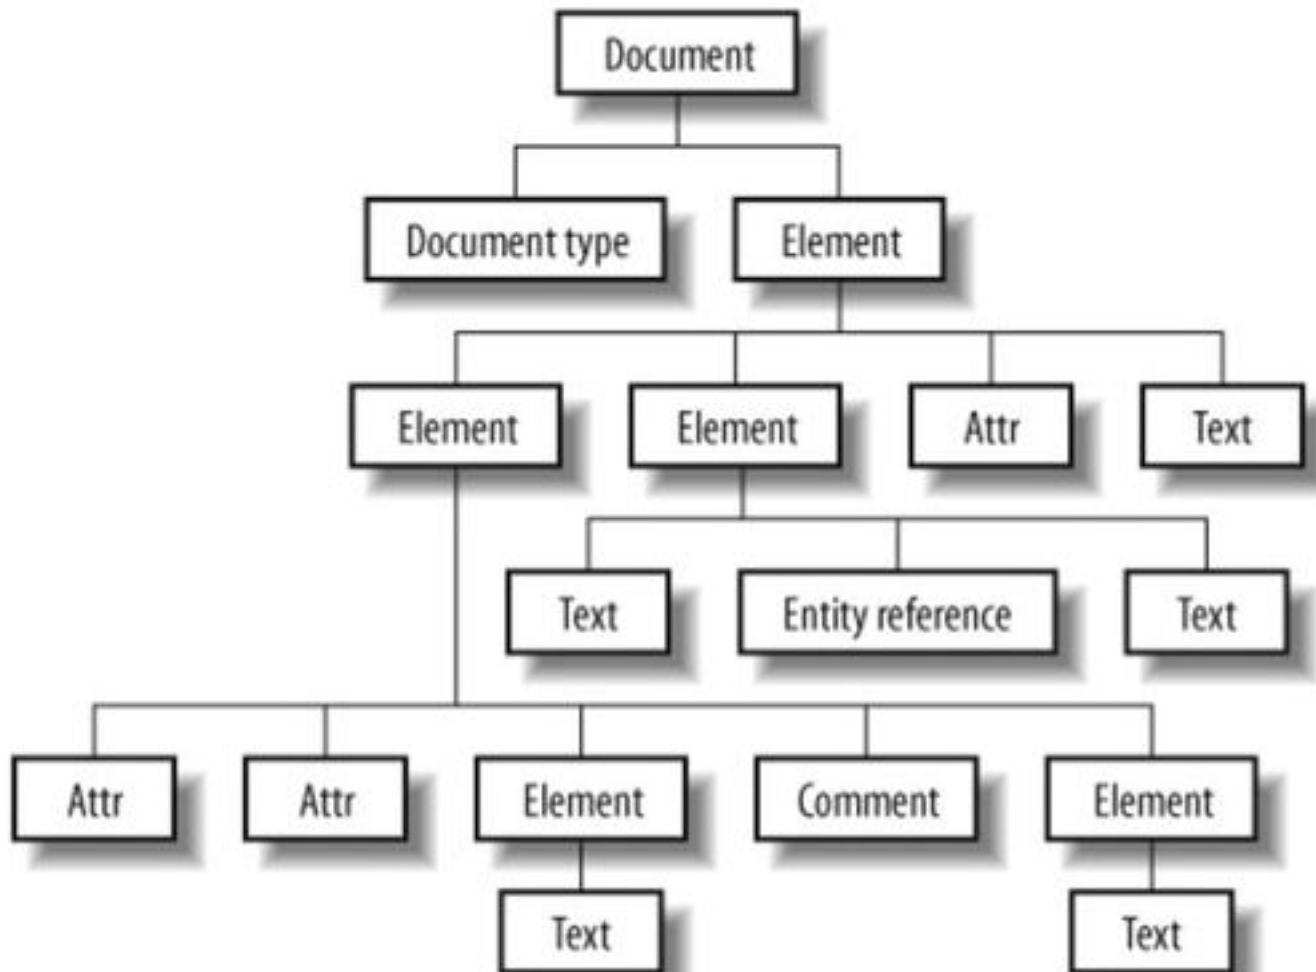 Document
Document type
Element
Element
Element
Attr
Text
Text
Entity reference
Text
Attr
Attr
Element
Comment
Element
Text
Text